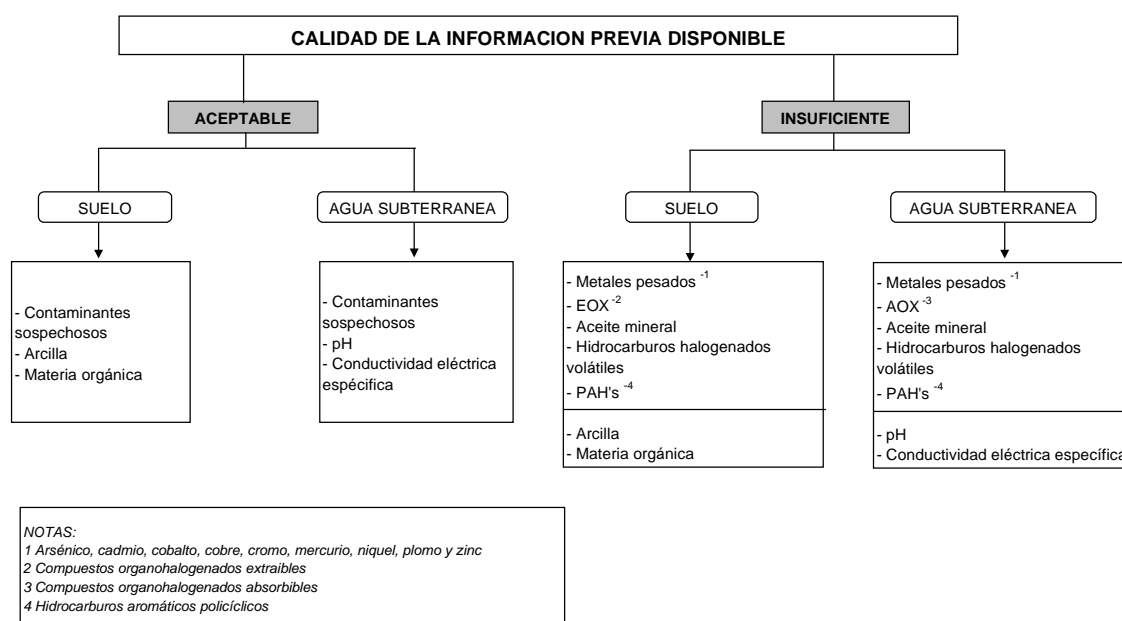 CALIDAD DE LA INFORMACION PREVIA DISPONIBLE
ACEPTABLE
INSUFICIENTE
SUELO
AGUA SUBTERRANEA
SUELO
AGUA SUBTERRANEA
- Contaminantes
sospechosos
- Arcilla
- Materia orgánica
- Contaminantes
sospechosos
- pH
- Conductividad eléctrica
espécifica
- Metales pesados -1
- EOX -2
- Aceite mineral
- Hidrocarburos halogenados
volátiles
- PAH's -4
- Arcilla
- Materia orgánica
- Metales pesados -1
- AOX -3
- Aceite mineral
- Hidrocarburos halogenados
volátiles
- PAH's -4
- pH
- Conductividad eléctrica específica
NOTAS:
1 Arsénico, cadmio, cobalto, cobre, cromo, mercurio, niquel, plomo y zinc
2 Compuestos organohalogenados extraibles
3 Compuestos organohalogenados absorbibles
4 Hidrocarburos aromáticos policíclicos